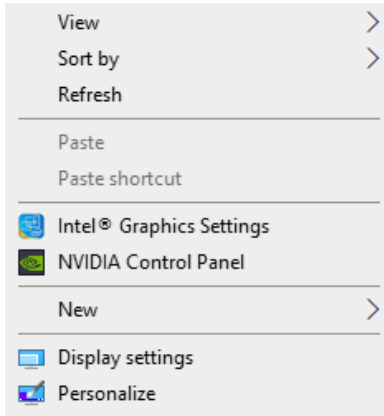 View
Sort by
Refresh
Paste
Paste shortcut
Intel® Graphics Settings
NVIDIA Control Panel
New
Display settings
Personalize